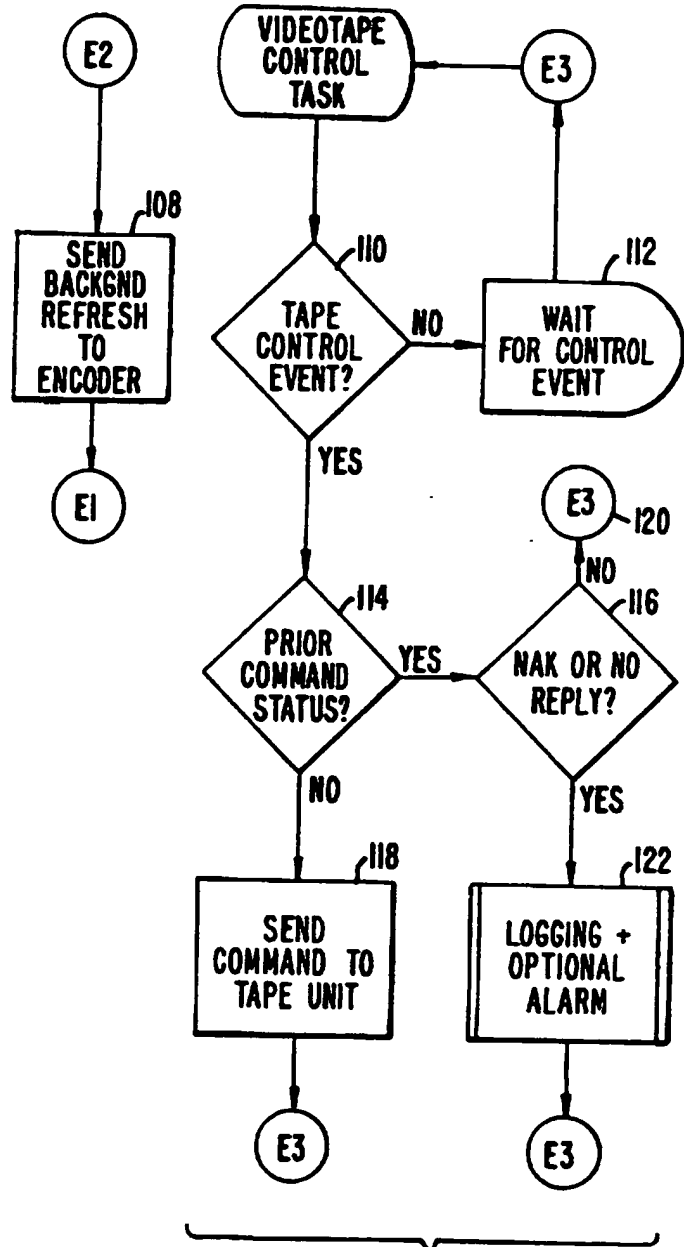 E2
VIDEOTAPE
CONTROL
TASK
E3
108
SEND
BACKGND
REFRESH
TO
ENCODER
E1
110
TAPE
CONTROL
EVENT?
NO
112
WAIT
FOR CONTROL
EVENT
YES
E3
120
NO
114
PRIOR
COMMAND
STATUS?
YES
116
NAK OR NO
REPLY?
NO
YES
118
SEND
COMMAND TO
TAPE UNIT
122
LOGGING +
OPTIONAL
ALARM
E3
E3